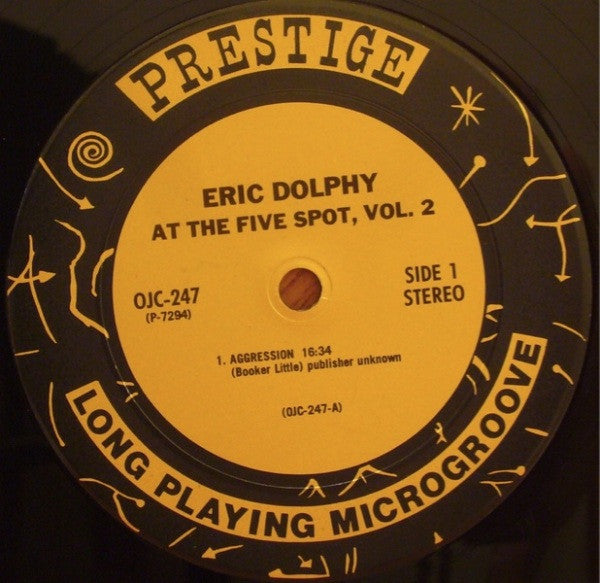 PRESTIGE
ERIC DOLPHY
AT THE FIVE SPOT, VOL. 2
OJC-247
(P-7294)
SIDE 1
STEREO
1. AGGRESSION 16:34
(Booker Little) publisher unknown
(OJC-247-A)
LONG PLAYING MICROGROOVE